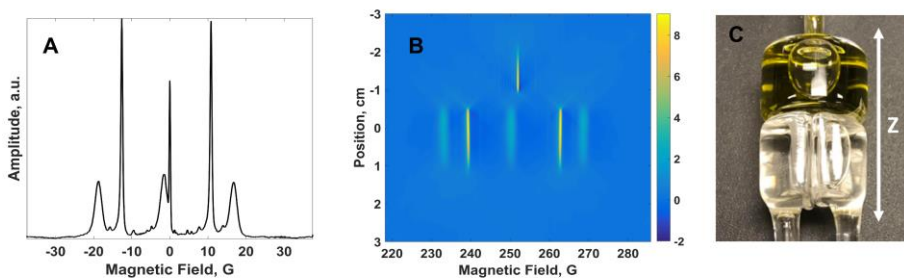 A
Amplitude, a.u.
-30 -20 -10 0 10 20 30
Magnetic Field, G
B
Position, cm
-3
-2
-1
0
1
2
3
220 230 240 250 260 270 280
Magnetic Field, G
8
6
4
2
0
-2
C
Z